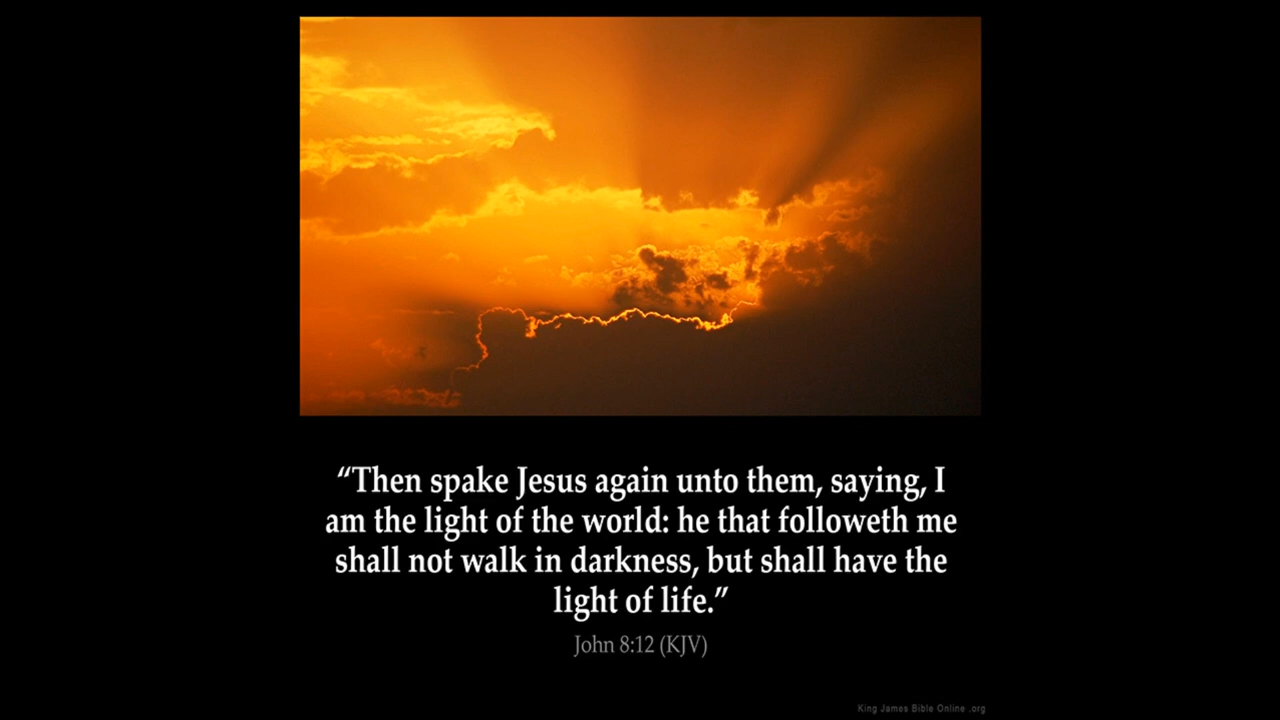 “Then spake Jesus again unto them, saying, I
am the light of the world: he that followeth me
shall not walk in darkness, but shall have the
light of life.”
John 8:12 (KJV)
King James Bible Online .org